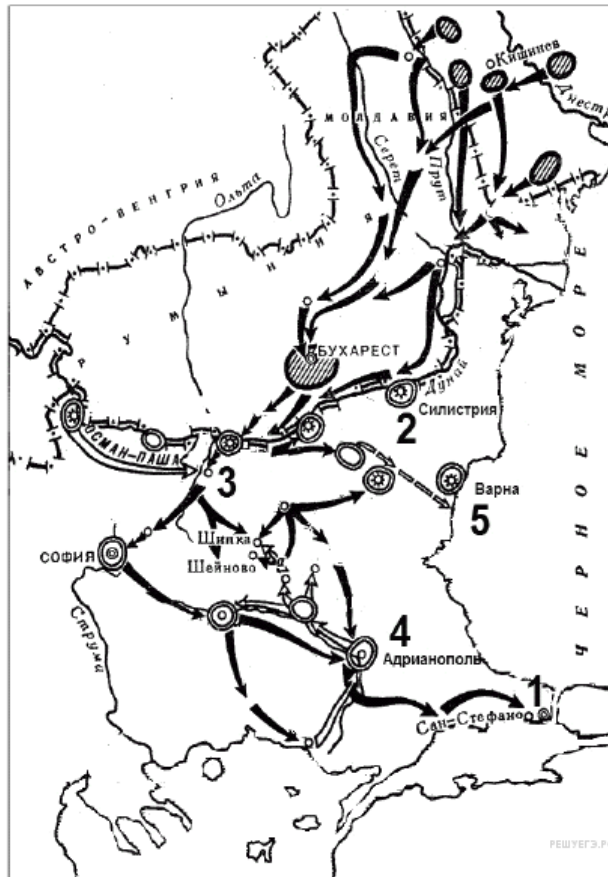 Кишинев
Днестр
МОЛДАВИЯ
Серет
Прут
АВСТРО-ВЕНГРИЯ
Ольта
РУМЫНИЯ
БУХАРЕСТ
Дунай
Силистрия
2
ОСМАН-ПАША
3
Варна
5
Шипка
Шейново
СОФИЯ
Струма
4
Адрианополь
1
Сан-Стефано
ЧЕРНОЕ МОРЕ
РЕШУЕГЭ.РФ